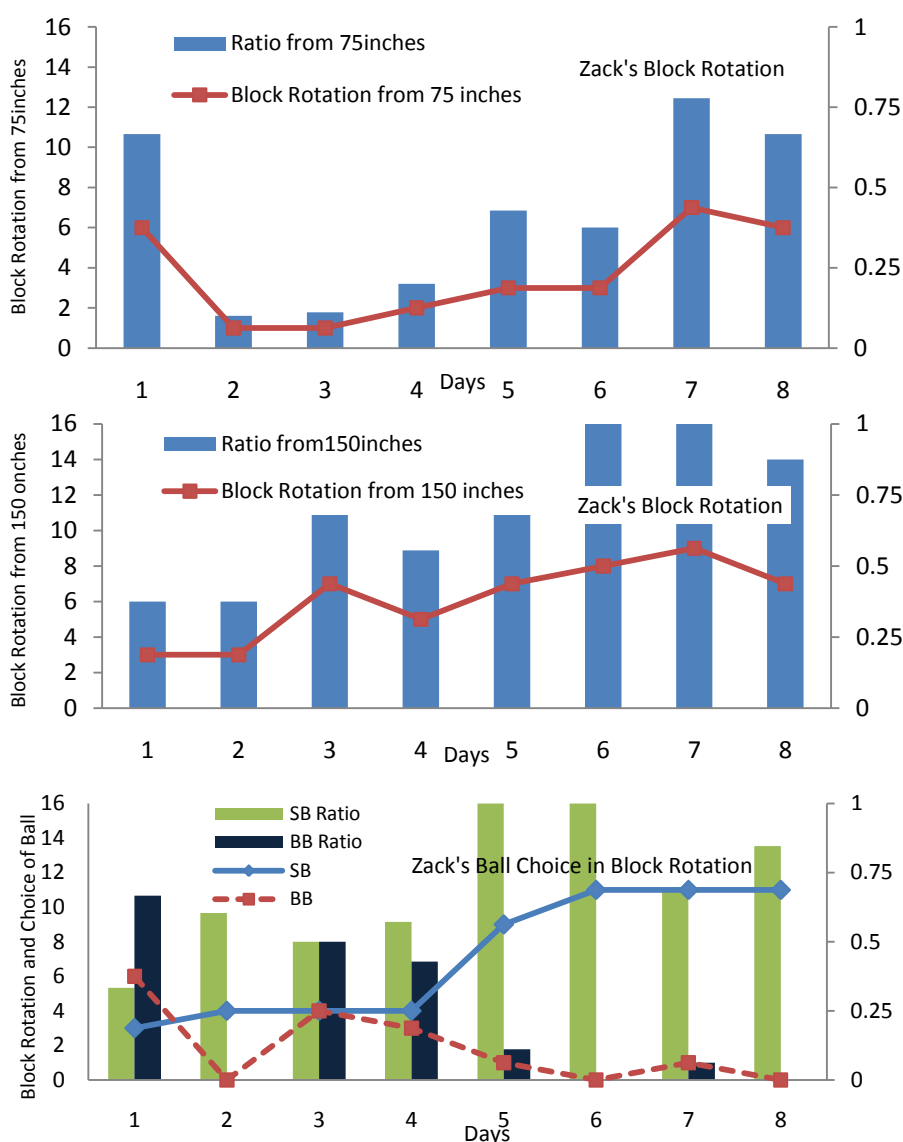 16
14
12
10
8
6
4
2
0
1
0.75
0.5
0.25
0
Block Rotation from 75inches
Ratio from 75inches
Block Rotation from 75 inches
Zack's Block Rotation
1 2 3 4 5 6 7 8
Days
16
14
12
10
8
6
4
2
0
1
0.75
0.5
0.25
0
Block Rotation from 150 onches
Ratio from150inches
Block Rotation from 150 inches
Zack's Block Rotation
1 2 3 4 5 6 7 8
Days
16
14
12
10
8
6
4
2
0
1
0.75
0.5
0.25
0
Block Rotation and Choice of Ball
SB Ratio
BB Ratio
SB
BB
Zack's Ball Choice in Block Rotation
1 2 3 4 5 6 7 8
Days